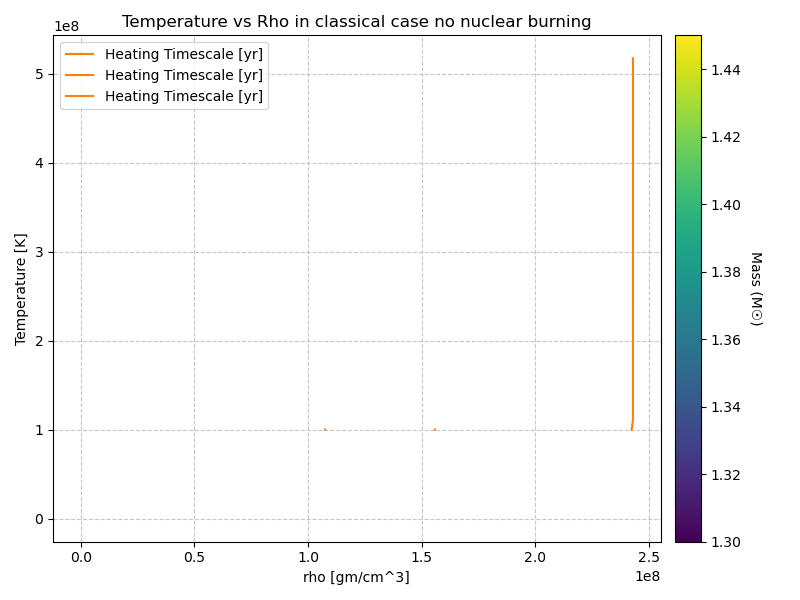 Temperature vs Rho in classical case no nuclear burning
1e8
Heating Timescale [yr]
Heating Timescale [yr]
Heating Timescale [yr]
5
4
3
2
1
0
Temperature [K]
0.0 0.5 1.0 1.5 2.0 2.5
1e8
rho [gm/cm^3]
1.44
1.42
1.40
1.38
1.36
1.34
1.32
1.30
Mass (M☉)